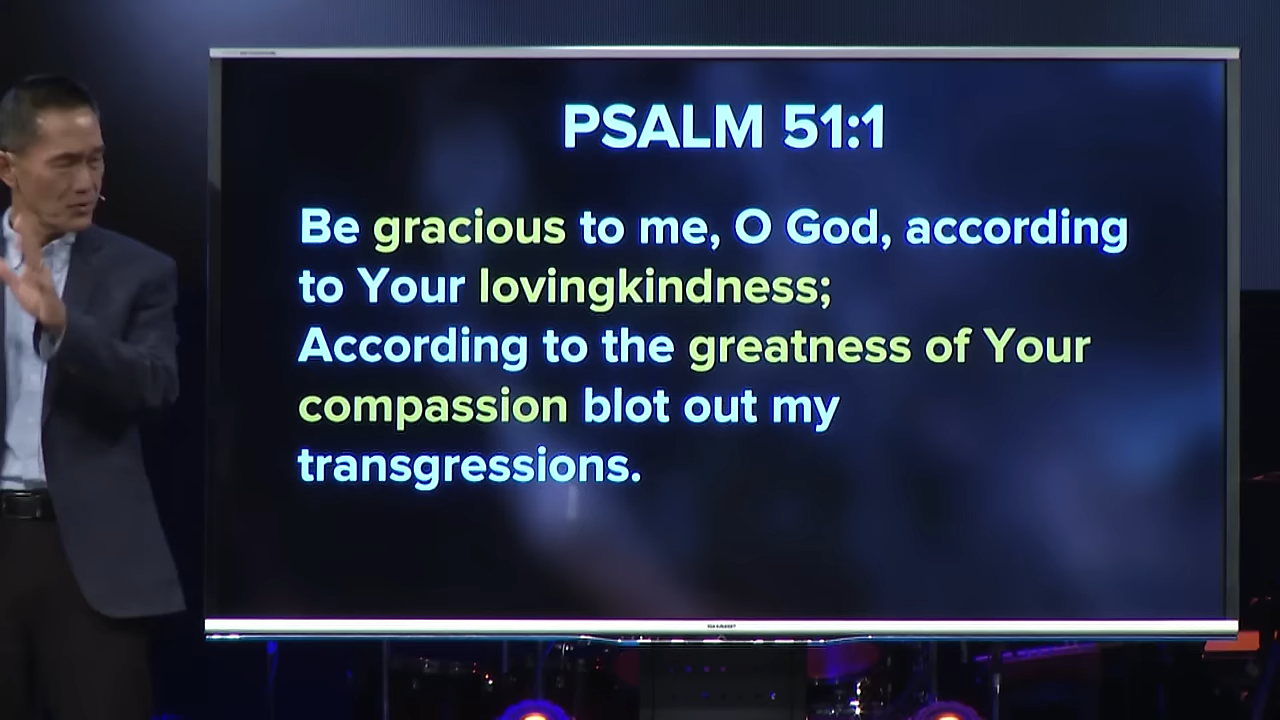 PSALM 51:1
Be gracious to me, O God, according
to Your lovingkindness;
According to the greatness of Your
compassion blot out my
transgressions.